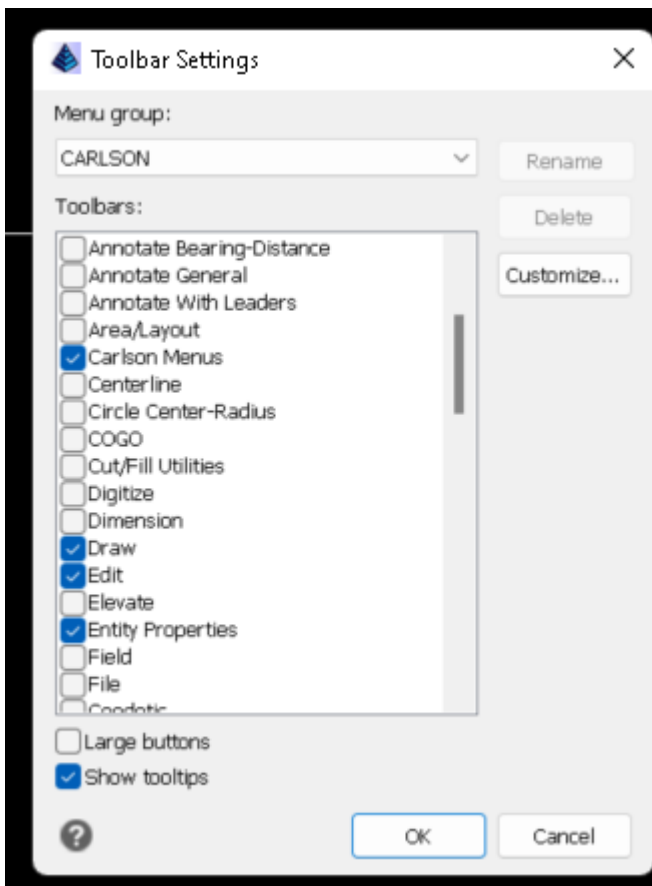 Toolbar Settings
Menu group:
CARLSON
Rename
Toolbars:
Delete
Customize...
Annotate Bearing-Distance
Annotate General
Annotate With Leaders
Area/Layout
Carlson Menus
Centerline
Circle Center-Radius
COGO
Cut/Fill Utilities
Digitize
Dimension
Draw
Edit
Elevate
Entity Properties
Field
File
Large buttons
Show tooltips
?
OK
Cancel